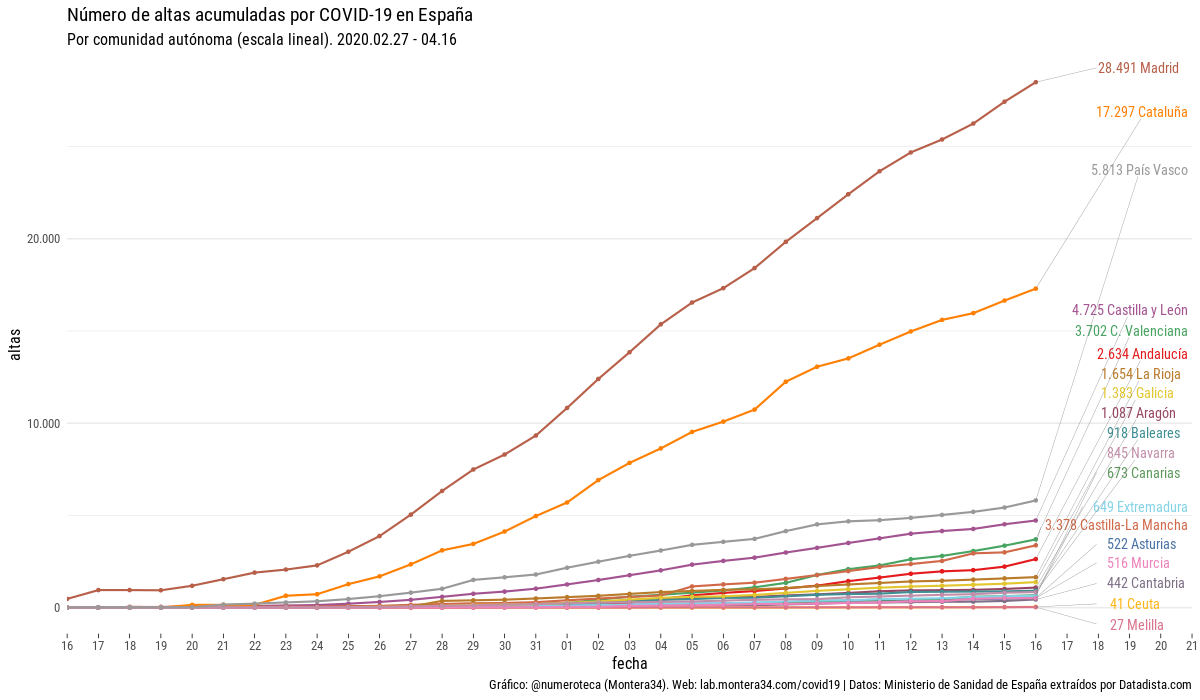 Número de altas acumuladas por COVID-19 en España
Por comunidad autónoma (escala lineal). 2020.02.27 - 04.16
28.491 Madrid
17.297 Cataluña
5.813 País Vasco
20.000
4.725 Castilla y León
3.702 C. Valenciana
altas
2.634 Andalucía
1.654 La Rioja
1.383 Galicia
1.087 Aragón
10.000
918 Baleares
845 Navarra
673 Canarias
649 Extremadura
3.378 Castilla-La Mancha
522 Asturias
516 Murcia
442 Cantabria
0
41 Ceuta
27 Melilla
16 17 18 19 20 21 22 23 24 25 26 27 28 29 30 31 01 02 03 04 05 06 07 08 09 10 11 12 13 14 15 16 17 18 19 20 21
fecha
Gráfico: @numeroteca (Montera34). Web: lab.montera34.com/covid19 | Datos: Ministerio de Sanidad de España extraídos por Datadista.com